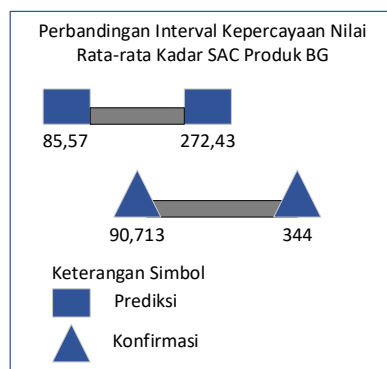 Perbandingan Interval Kepercayaan Nilai
Rata-rata Kadar SAC Produk BG
85,57 272,43
90,713 344
Keterangan Simbol
Prediksi
Konfirmasi